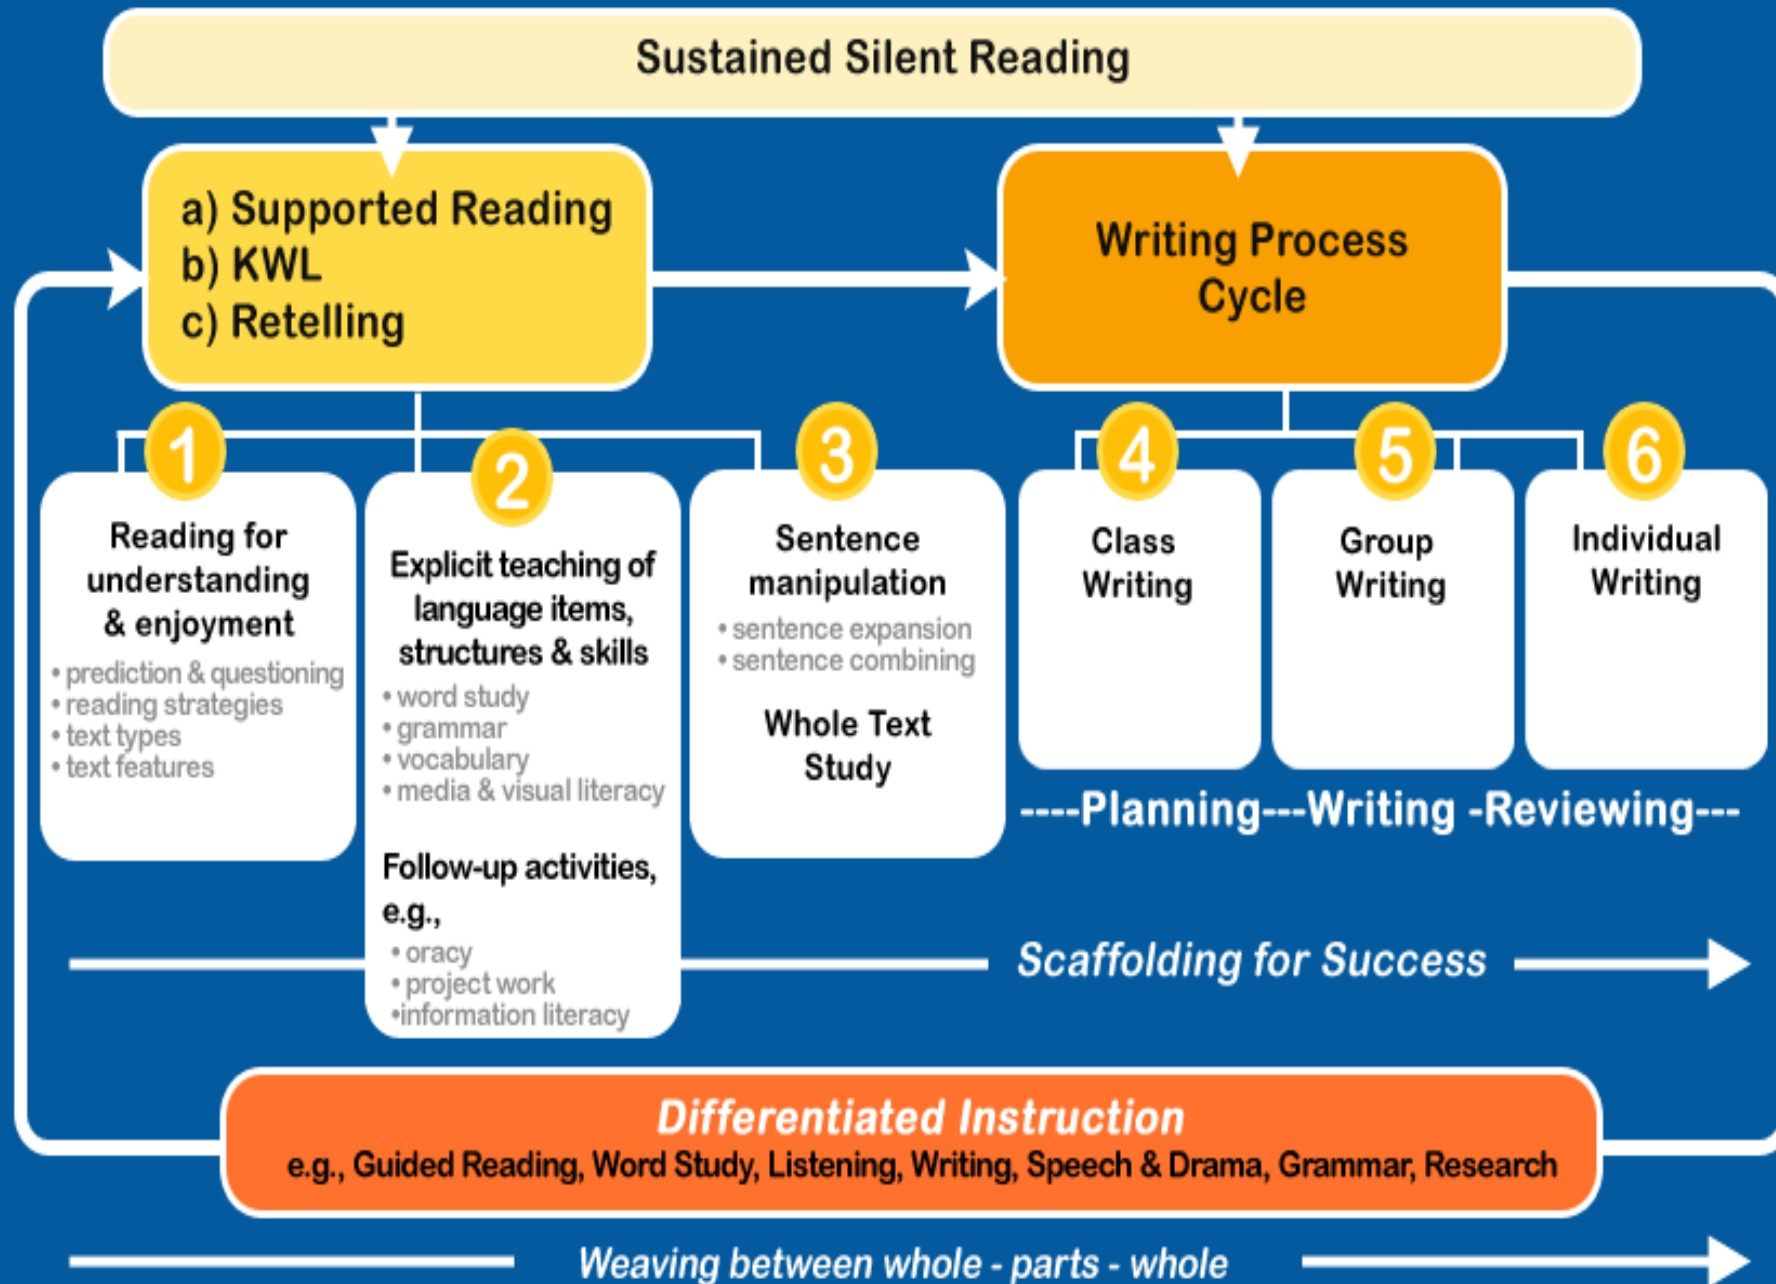 Sustained Silent Reading
a) Supported Reading
b) KWL
c) Retelling
Writing Process
Cycle
1
Reading for
understanding
& enjoyment
• prediction & questioning
• reading strategies
• text types
• text features
2
Explicit teaching of
language items,
structures & skills
• word study
• grammar
• vocabulary
• media & visual literacy
Follow-up activities,
e.g.,
• oracy
• project work
•information literacy
3
Sentence
manipulation
• sentence expansion
• sentence combining
Whole Text
Study
4
Class
Writing
5
Group
Writing
6
Individual
Writing
----Planning---Writing -Reviewing---
Scaffolding for Success
Differentiated Instruction
e.g., Guided Reading, Word Study, Listening, Writing, Speech & Drama, Grammar, Research
Weaving between whole - parts - whole